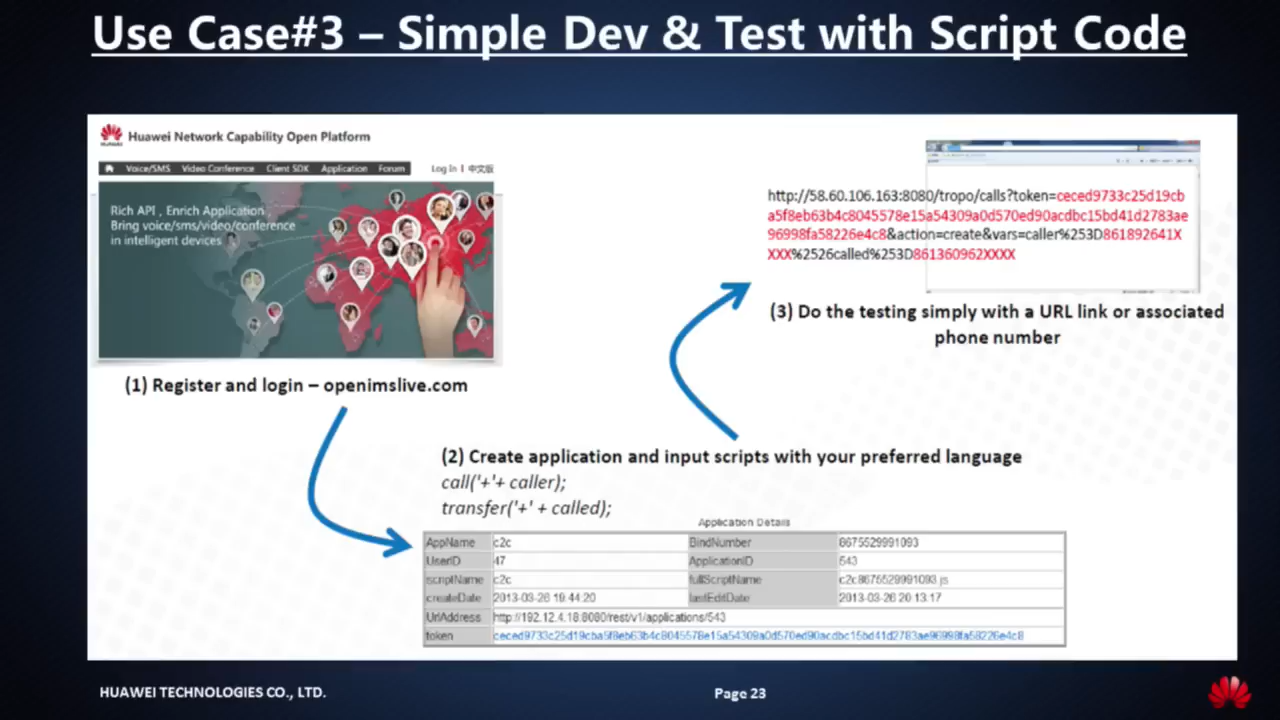 Use Case#3 – Simple Dev & Test with Script Code
Huawei Network Capability Open Platform
Voice/SMS Video Conference Client SDK Application Forum Log In | 中文版
Rich API , Enrich Application ,
Bring voice/sms/video/conference
in intelligent devices
(1) Register and login – openimslive.com
http://58.60.106.163:8080/tropo/calls?token=ceced9733c25d19cb
a5f8eb63b4c8045578e15a54309a0d570ed90acdbc15bd41d2783ae
96998fa58226e4c8&action=create&vars=caller%253D861892641X
XXX%2526called%253D861360962XXXX
(3) Do the testing simply with a URL link or associated
phone number
(2) Create application and input scripts with your preferred language
call('+'+ caller);
transfer('+' + called);
Application Details
AppName c2c BindNumber 8675529991093
UserID 47 ApplicationID 543
scriptName c2c fullScriptName c2c8675529991093.js
createDate 2013-03-26 19:44:20 lastEditDate 2013-03-26 20:13:17
UrlAddress http://192.12.4.18:8080/rest/v1/applications/543
token ceced9733c25d19cba5f8eb63b4c8045578e15a54309a0d570ed90acdbc15bd41d2783ae96998fa58226e4c8
HUAWEI TECHNOLOGIES CO., LTD.
Page 23